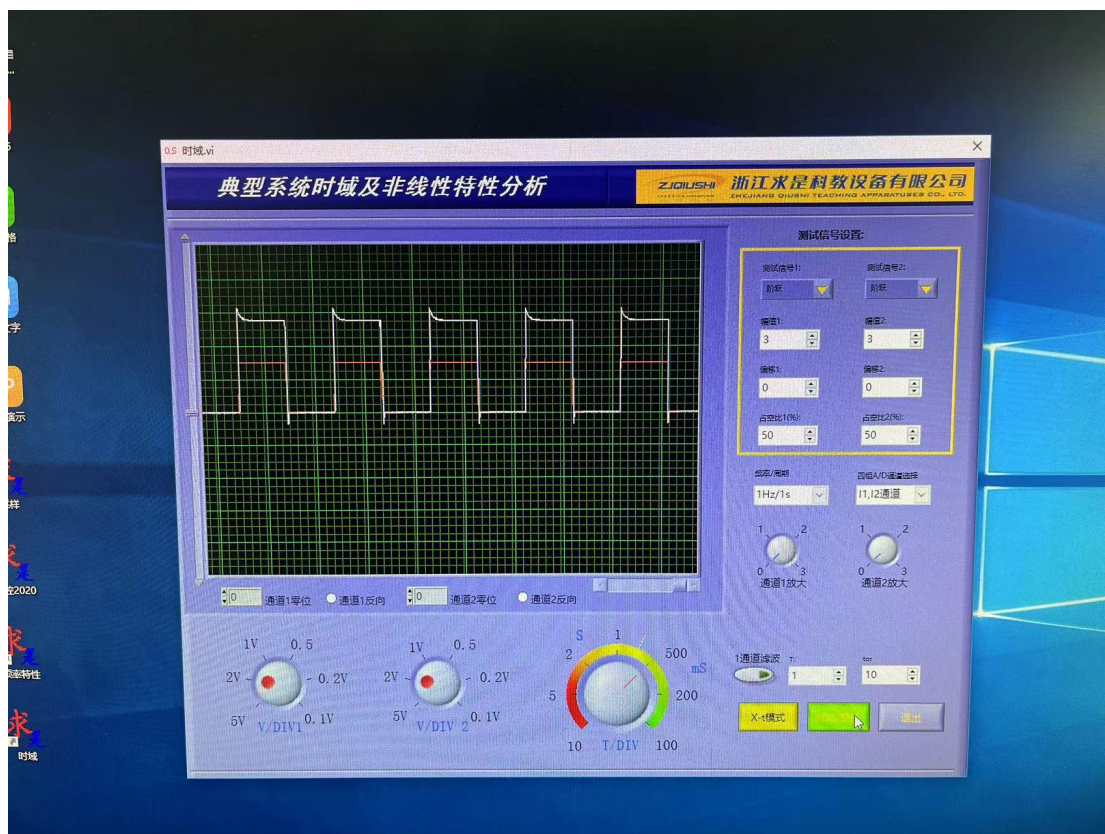 时域.vi
典型系统时域及非线性特性分析
ZJQIUSHI 浙江求是科教设备有限公司
ZHEJIANG QIUSHI TEACHING APPARATUSES CO., LTD.
测试信号设置:
测试信号1: 测试信号2:
阶跃 阶跃
幅值1: 幅值2:
3 3
偏移1: 偏移2:
0 0
占空比1(%): 占空比2(%):
50 50
频率/周期 四组A/D通道选择
1Hz/1s I1,I2通道
1 2 1 2
0 3 0 3
通道1放大 通道2放大
0 通道1零位 通道1反向 0 通道2零位 通道2反向
1V 0.5 1V 0.5 S 1
2V 0.2V 2V 0.2V 2 500 mS
5V 0.1V 5V 0.1V 5 200
V/DIV1 V/DIV 2 10 T/DIV 100
1通道滤波 T: tor
1 10
X-t模式 退出
文字
演示
2020
频率特性
时域